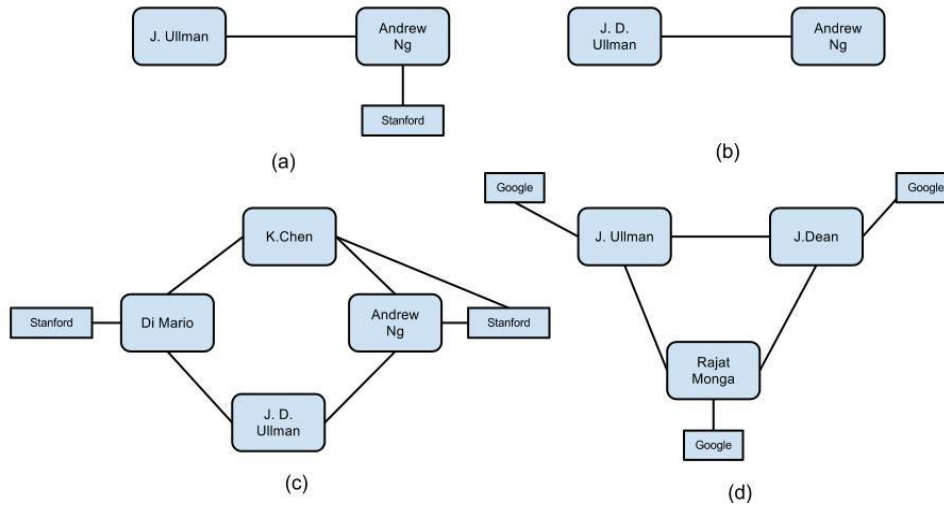 J. Ullman
Andrew
Ng
Stanford
(a)
J. D.
Ullman
Andrew
Ng
(b)
K.Chen
Stanford
Di Mario
Andrew
Ng
Stanford
J. D.
Ullman
(c)
Google
Google
J. Ullman
J.Dean
Rajat
Monga
Google
(d)